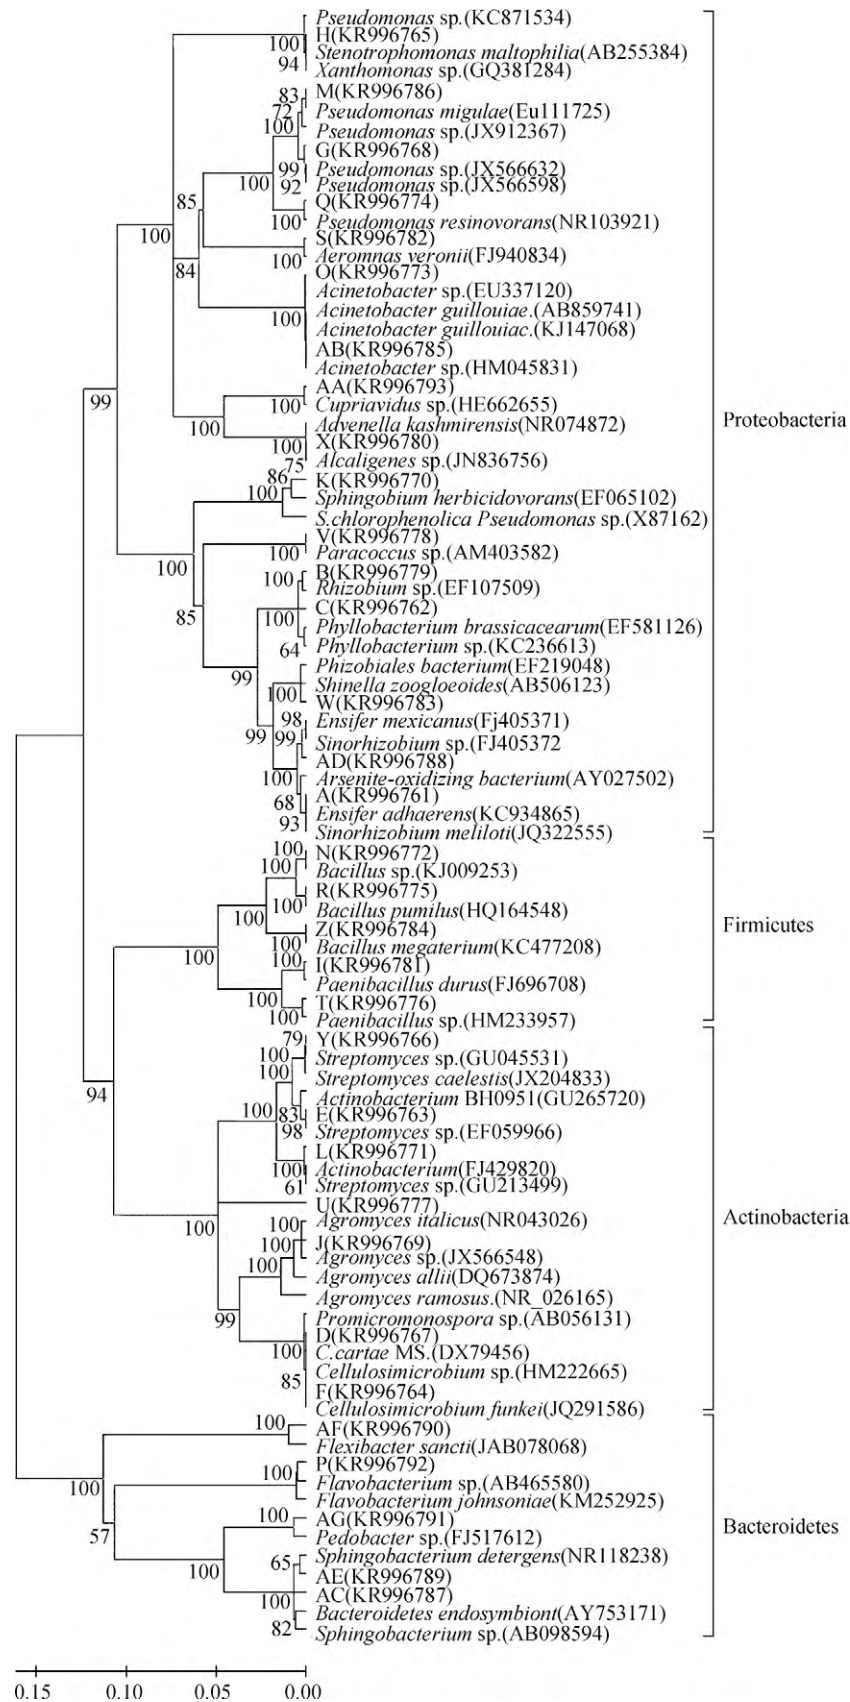 Pseudomonas sp.(KC871534)
H(KR996765)
100
Stenotrophomonas maltophilia(AB255384)
94
Xanthomonas sp.(GQ381284)
83
M(KR996786)
72
Pseudomonas migulae(Eu111725)
100
Pseudomonas sp.(JX912367)
G(KR996768)
99
Pseudomonas sp.(JX566632)
100
92
Pseudomonas sp.(JX566598)
85
Q(KR996774)
100
Pseudomonas resinovorans(NR103921)
100
S(KR996782)
100
Aeromnas veronii(FJ940834)
84
O(KR996773)
Acinetobacter sp.(EU337120)
Acinetobacter guillouiae.(AB859741)
100
Acinetobacter guillouiac.(KJ147068)
AB(KR996785)
Acinetobacter sp.(HM045831)
AA(KR996793)
99
100
Cupriavidus sp.(HE662655)
Proteobacteria
100
Advenella kashmirensis(NR074872)
100
X(KR996780)
75
Alcaligenes sp.(JN836756)
86
K(KR996770)
100
Sphingobium herbicidovorans(EF065102)
S.chlorophenolica Pseudomonas sp.(X87162)
V(KR996778)
100
100
Paracoccus sp.(AM403582)
100
B(KR996779)
Rhizobium sp.(EF107509)
85
100
C(KR996762)
Phyllobacterium brassicacearum(EF581126)
64
Phyllobacterium sp.(KC236613)
99
Phizobiales bacterium(EF219048)
100
Shinella zoogloeoides(AB506123)
W(KR996783)
98
Ensifer mexicanus(Fj405371)
99
99
Sinorhizobium sp.(FJ405372
AD(KR996788)
100
Arsenite-oxidizing bacterium(AY027502)
68
A(KR996761)
93
Ensifer adhaerens(KC934865)
Sinorhizobium meliloti(JQ322555)
100
N(KR996772)
100
Bacillus sp.(KJ009253)
R(KR996775)
100
100
Bacillus pumilus(HQ164548)
Firmicutes
Z(KR996784)
100
100
Bacillus megaterium(KC477208)
100
I(KR996781)
Paenibacillus durus(FJ696708)
100
T(KR996776)
100
Paenibacillus sp.(HM233957)
79
Y(KR996766)
100
Streptomyces sp.(GU045531)
100
Streptomyces caelestis(JX204833)
94
Actinobacterium BH0951(GU265720)
100
83
E(KR996763)
98
Streptomyces sp.(EF059966)
L(KR996771)
100
Actinobacterium(FJ429820)
61
Streptomyces sp.(GU213499)
U(KR996777)
100
100
Agromyces italicus(NR043026)
Actinobacteria
100
J(KR996769)
Agromyces sp.(JX566548)
100
Agromyces allii(DQ673874)
Agromyces ramosus.(NR_026165)
99
Promicromonospora sp.(AB056131)
D(KR996767)
100
C.cartae MS.(DX79456)
85
Cellulosimicrobium sp.(HM222665)
F(KR996764)
Cellulosimicrobium funkei(JQ291586)
100
AF(KR996790)
Flexibacter sancti(JAB078068)
P(KR996792)
100
100
Flavobacterium sp.(AB465580)
Flavobacterium johnsoniae(KM252925)
100
AG(KR996791)
57
Pedobacter sp.(FJ517612)
Bacteroidetes
65
Sphingobacterium detergens(NR118238)
100
AE(KR996789)
100
AC(KR996787)
Bacteroidetes endosymbiont(AY753171)
82
Sphingobacterium sp.(AB098594)
0.15 0.10 0.05 0.00